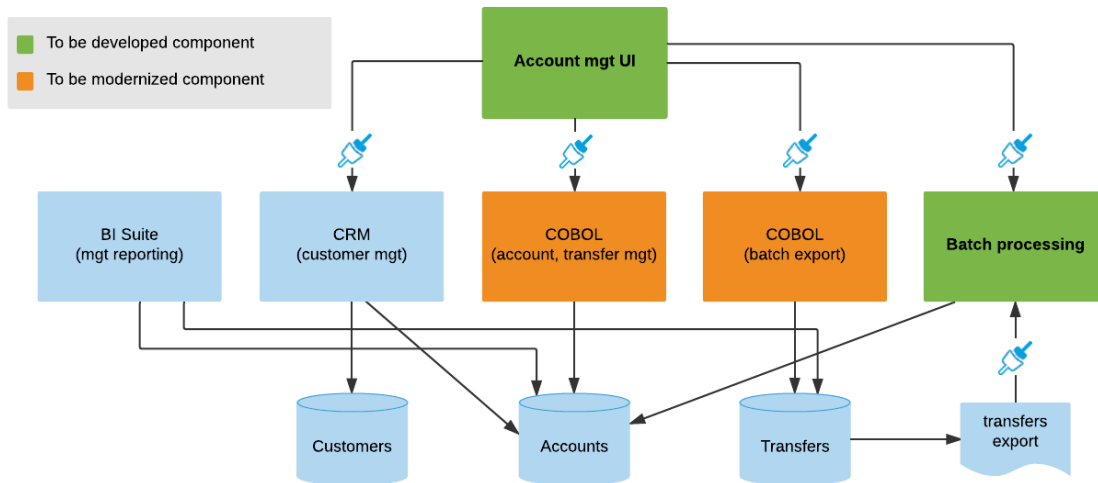 To be developed component
To be modernized component
Account mgt UI
BI Suite
(mgt reporting)
CRM
(customer mgt)
COBOL
(account, transfer mgt)
COBOL
(batch export)
Batch processing
Customers
Accounts
Transfers
transfers
export